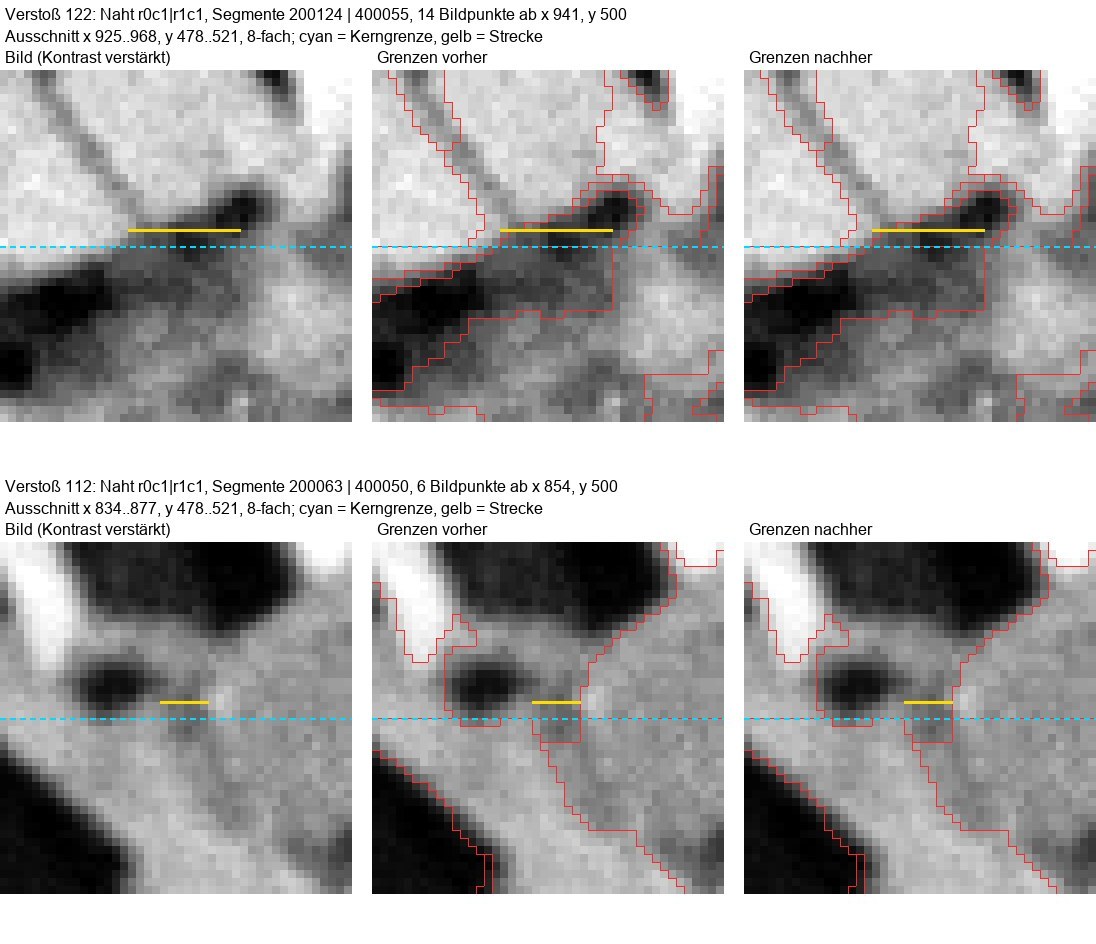 Verstoß 122: Naht r0c1|r1c1, Segmente 200124 | 400055, 14 Bildpunkte ab x 941, y 500
Ausschnitt x 925..968, y 478..521, 8-fach; cyan = Kerngrenze, gelb = Strecke
Bild (Kontrast verstärkt) Grenzen vorher Grenzen nachher
Verstoß 112: Naht r0c1|r1c1, Segmente 200063 | 400050, 6 Bildpunkte ab x 854, y 500
Ausschnitt x 834..877, y 478..521, 8-fach; cyan = Kerngrenze, gelb = Strecke
Bild (Kontrast verstärkt) Grenzen vorher Grenzen nachher